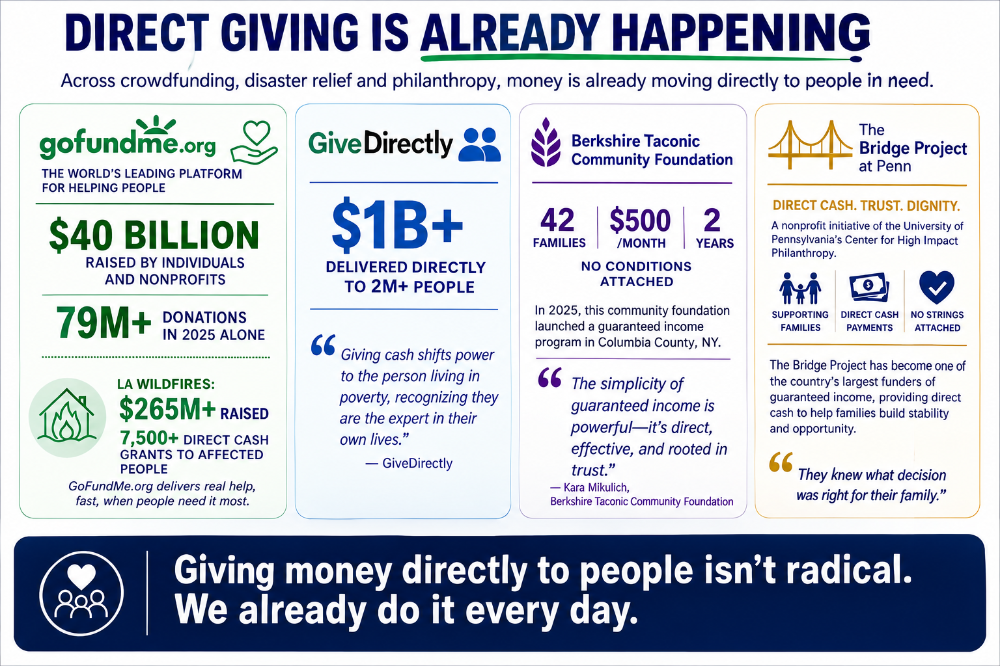 DIRECT GIVING IS ALREADY HAPPENING
Across crowdfunding, disaster relief and philanthropy, money is already moving directly to people in need.
gofundme.org
THE WORLD'S LEADING PLATFORM
FOR HELPING PEOPLE
$40 BILLION
RAISED BY INDIVIDUALS
AND NONPROFITS
79M+
DONATIONS
IN 2025 ALONE
LA WILDFIRES:
$265M+ RAISED
7,500+ DIRECT CASH
GRANTS TO AFFECTED
PEOPLE
GoFundMe.org delivers real help,
fast, when people need it most.
GiveDirectly
$1B+
DELIVERED DIRECTLY
TO 2M+ PEOPLE
“Giving cash shifts power
to the person living in
poverty, recognizing they
are the expert in their
own lives.”
— GiveDirectly
Berkshire Taconic
Community Foundation
42
FAMILIES
$500
/MONTH
2
YEARS
NO CONDITIONS
ATTACHED
In 2025, this community foundation
launched a guaranteed income
program in Columbia County, NY.
“The simplicity of
guaranteed income is
powerful—it’s direct,
effective, and rooted in
trust.”
— Kara Mikulich,
Berkshire Taconic Community Foundation
The
Bridge Project
at Penn
DIRECT CASH. TRUST. DIGNITY.
A nonprofit initiative of the University of
Pennsylvania’s Center for High Impact
Philanthropy.
$
SUPPORTING
FAMILIES
DIRECT CASH
PAYMENTS
NO STRINGS
ATTACHED
The Bridge Project has become one of
the country’s largest funders of
guaranteed income, providing direct
cash to help families build stability
and opportunity.
“They knew what decision
was right for their family.”
Giving money directly to people isn’t radical.
We already do it every day.